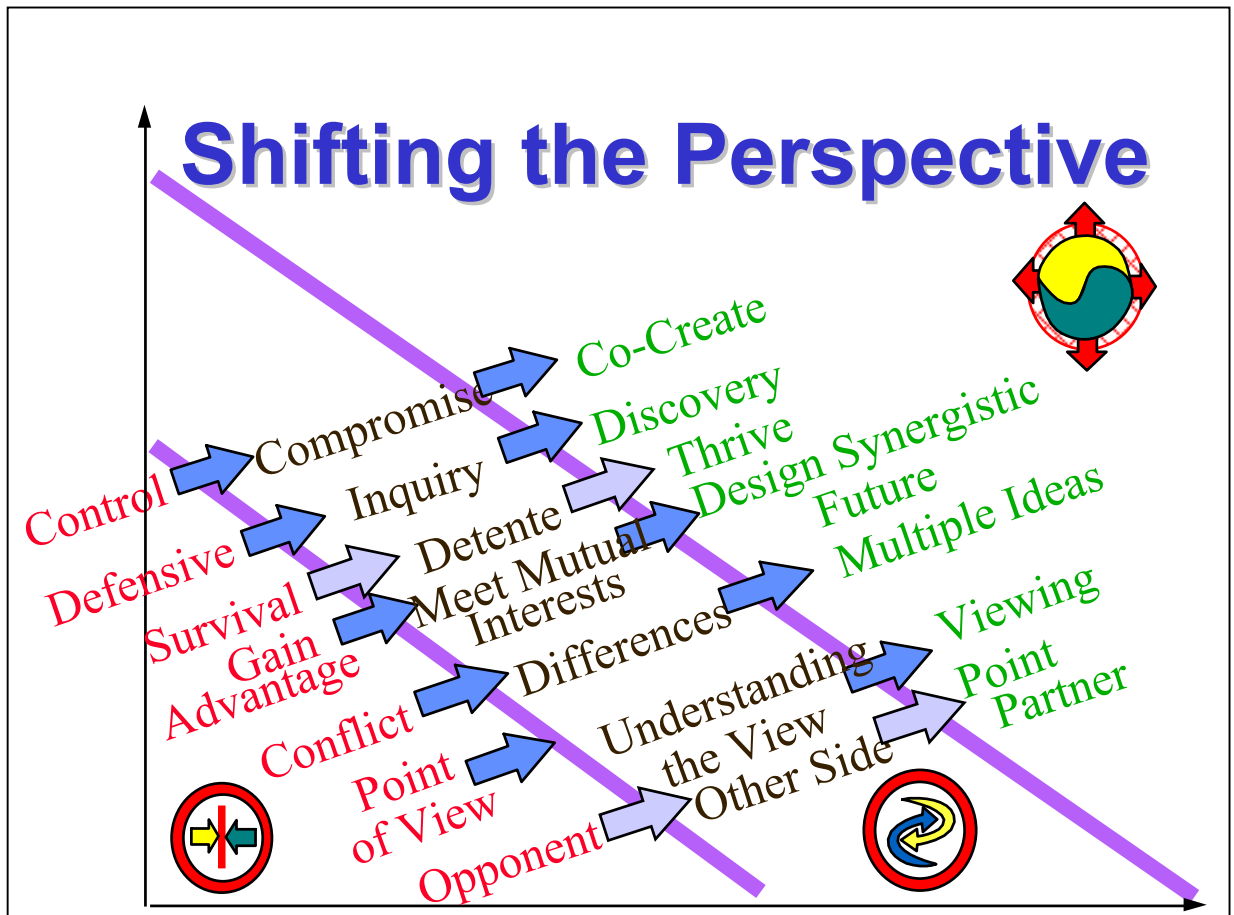 Shifting the Perspective
Control
Compromise
Co-Create
Defensive
Inquiry
Discovery
Survival
Detente
Thrive
Gain
Advantage
Meet Mutual
Interests
Design Synergistic
Future
Conflict
Differences
Multiple Ideas
Point
of View
Understanding
the View
Viewing
Point
Opponent
Other Side
Partner